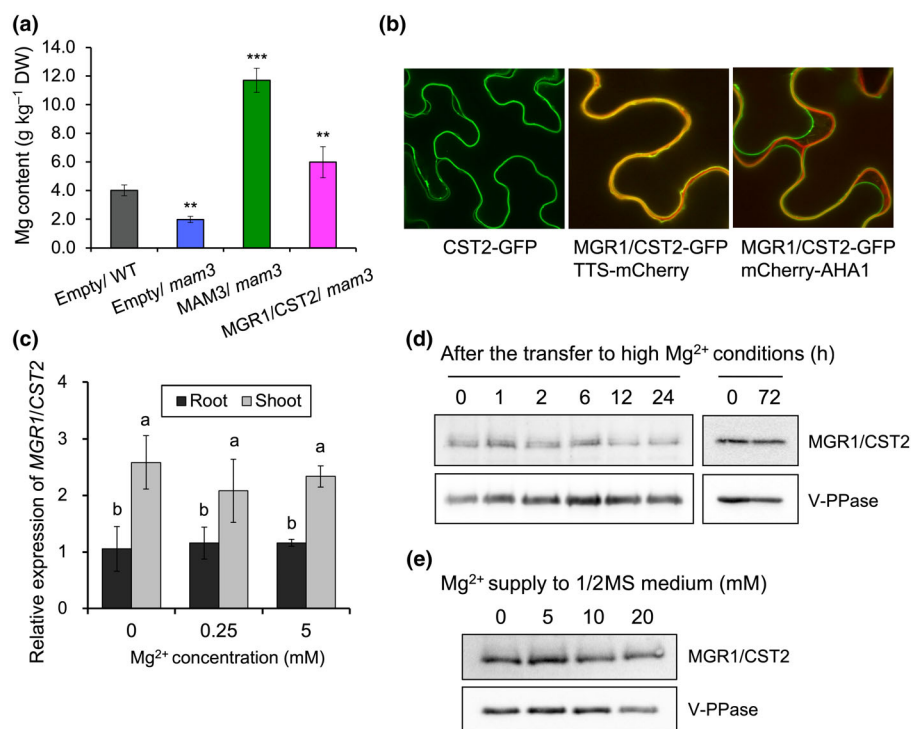 (a)
Mg content (g kg⁻¹ DW)
14.0
12.0
10.0
8.0
6.0
4.0
2.0
0.0
**
***
**
Empty/ WT
Empty/ mam3
MAM3/ mam3
MGR1/CST2/ mam3
(b)
CST2-GFP
MGR1/CST2-GFP
TTS-mCherry
MGR1/CST2-GFP
mCherry-AHA1
(c)
Relative expression of MGR1/CST2
4
3
2
1
0
Root Shoot
b a b a b a
0 0.25 5
Mg²⁺ concentration (mM)
(d)
After the transfer to high Mg²⁺ conditions (h)
0 1 2 6 12 24 0 72
MGR1/CST2
V-PPase
(e)
Mg²⁺ supply to 1/2MS medium (mM)
0 5 10 20
MGR1/CST2
V-PPase